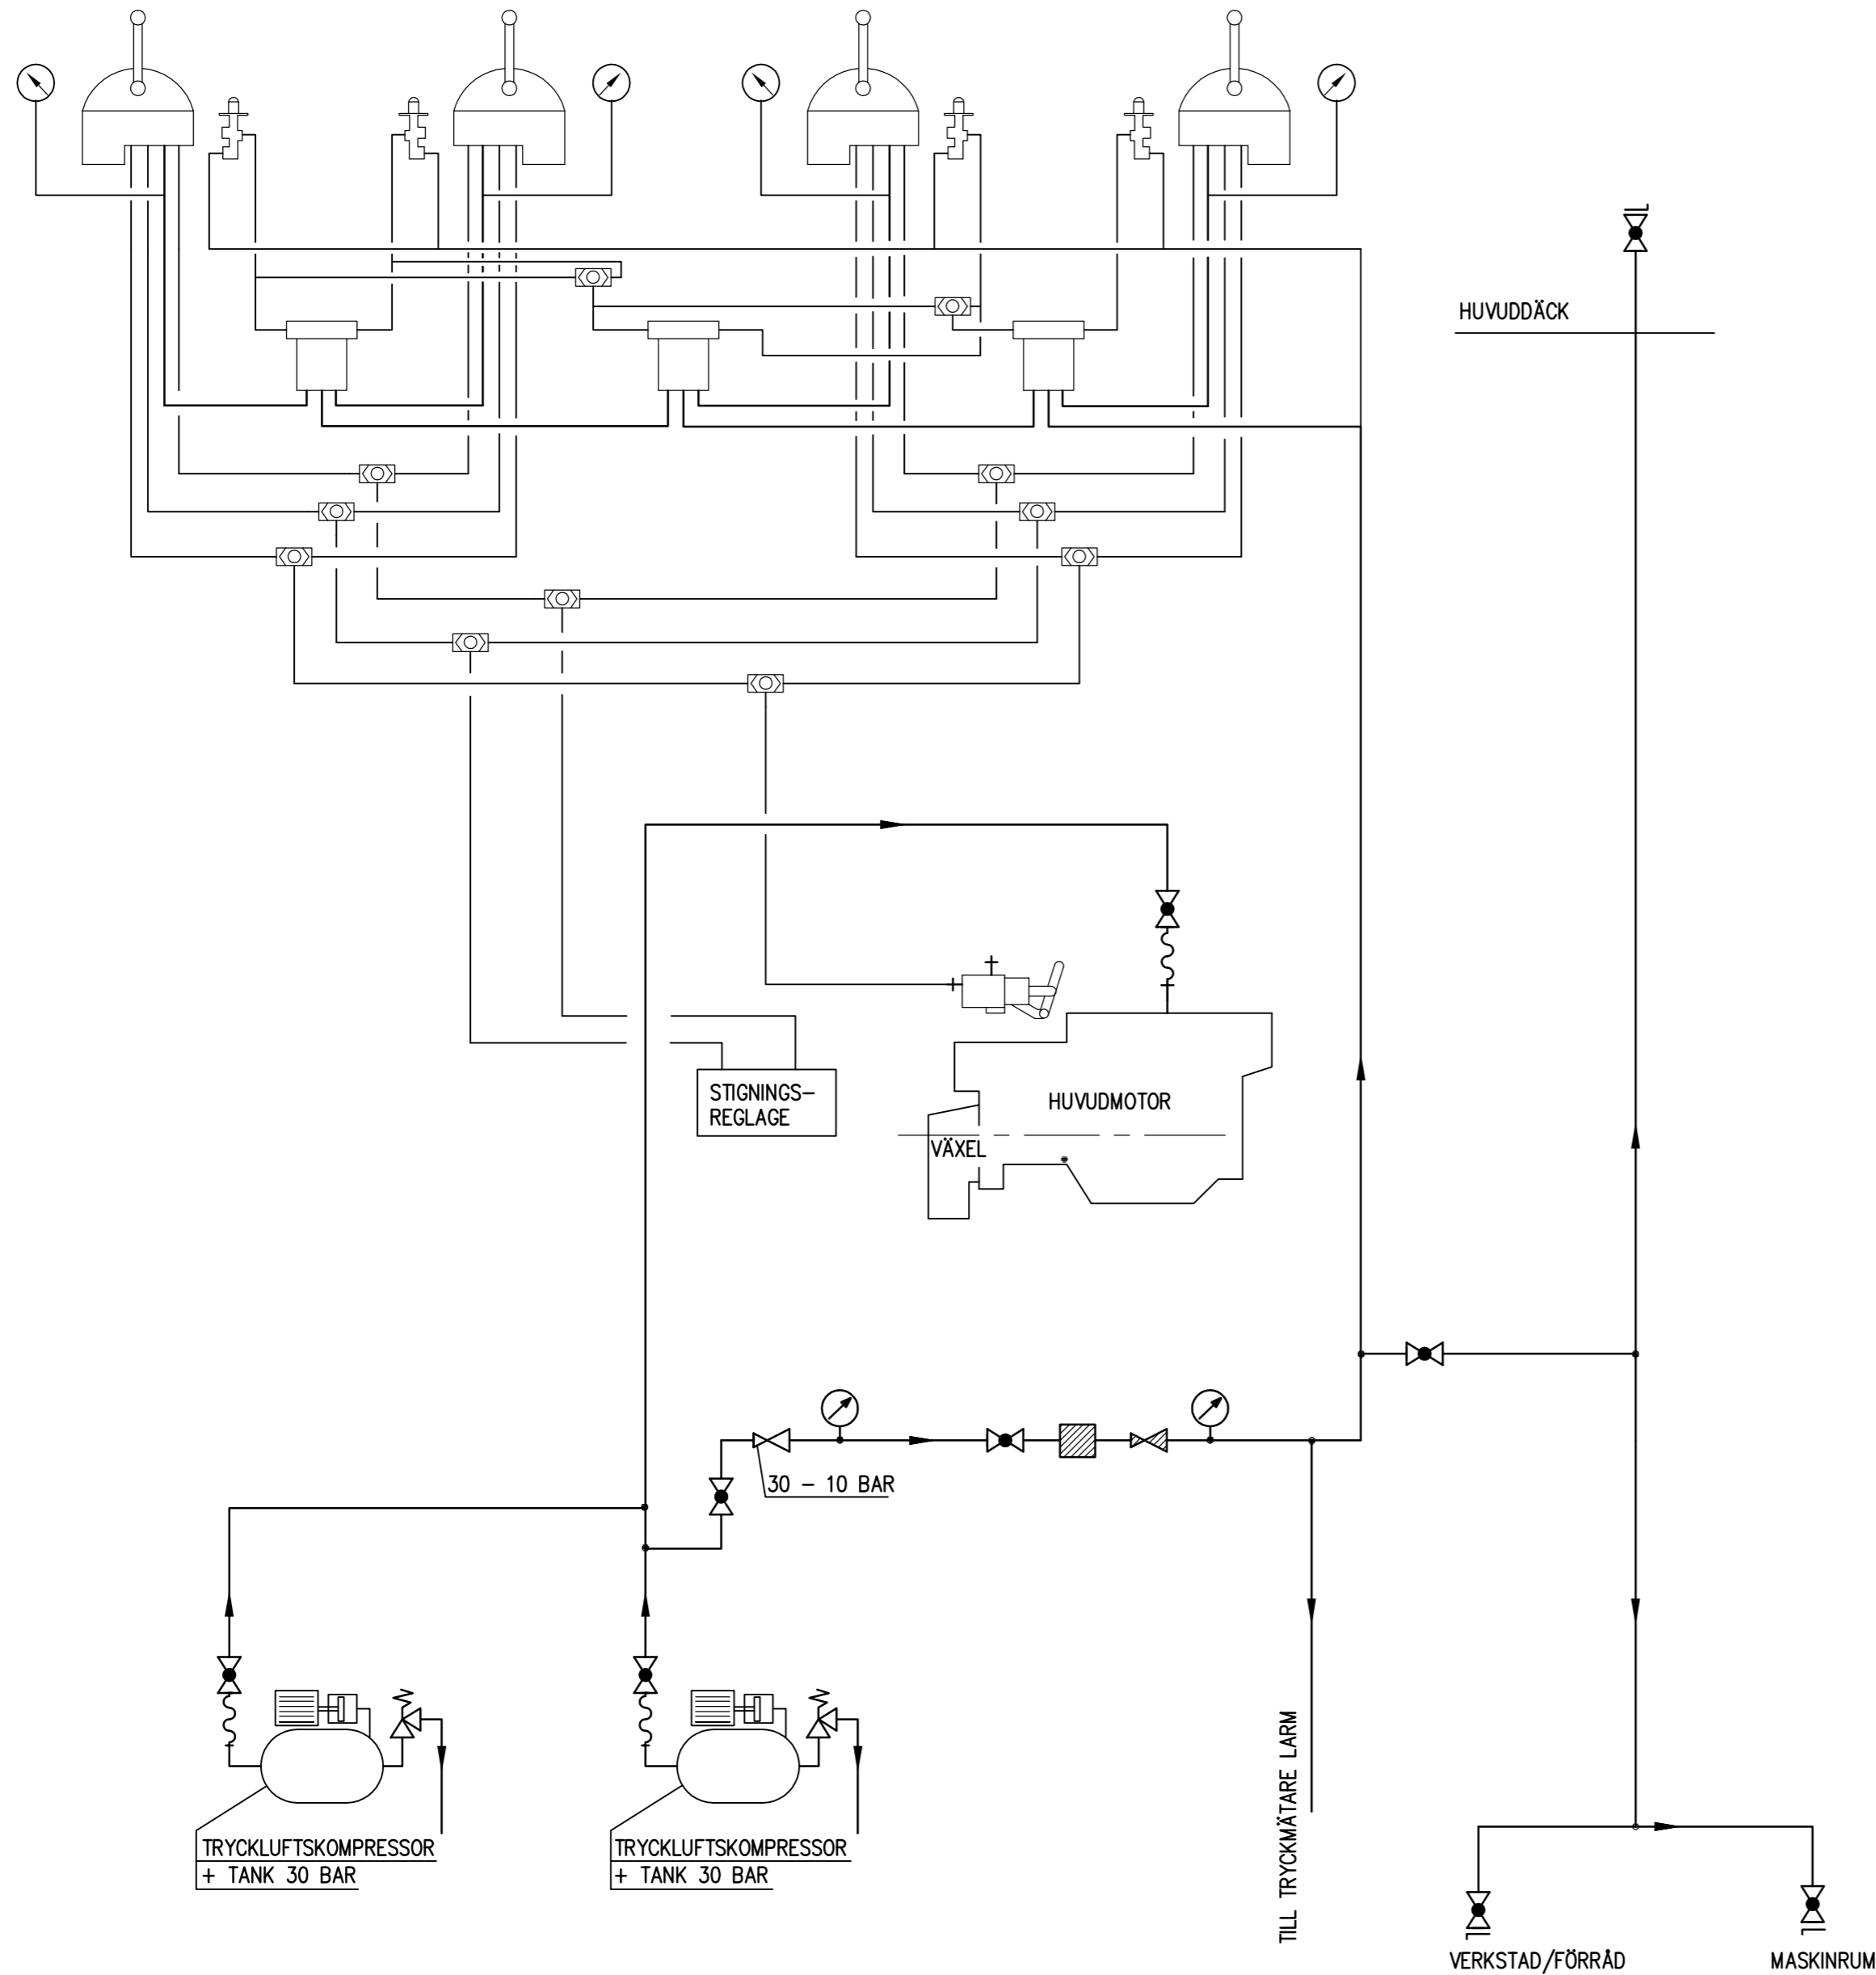 HUVUDDÄCK
STIGNINGS-
REGLAGE
HUVUDMOTOR
VÄXEL
30 - 10 BAR
TRYCKLUFTSKOMPRESSOR
+ TANK 30 BAR
TRYCKLUFTSKOMPRESSOR
+ TANK 30 BAR
TILL TRYCKMÄTARE LARM
VERKSTAD/FÖRRÅD
MASKINRUM